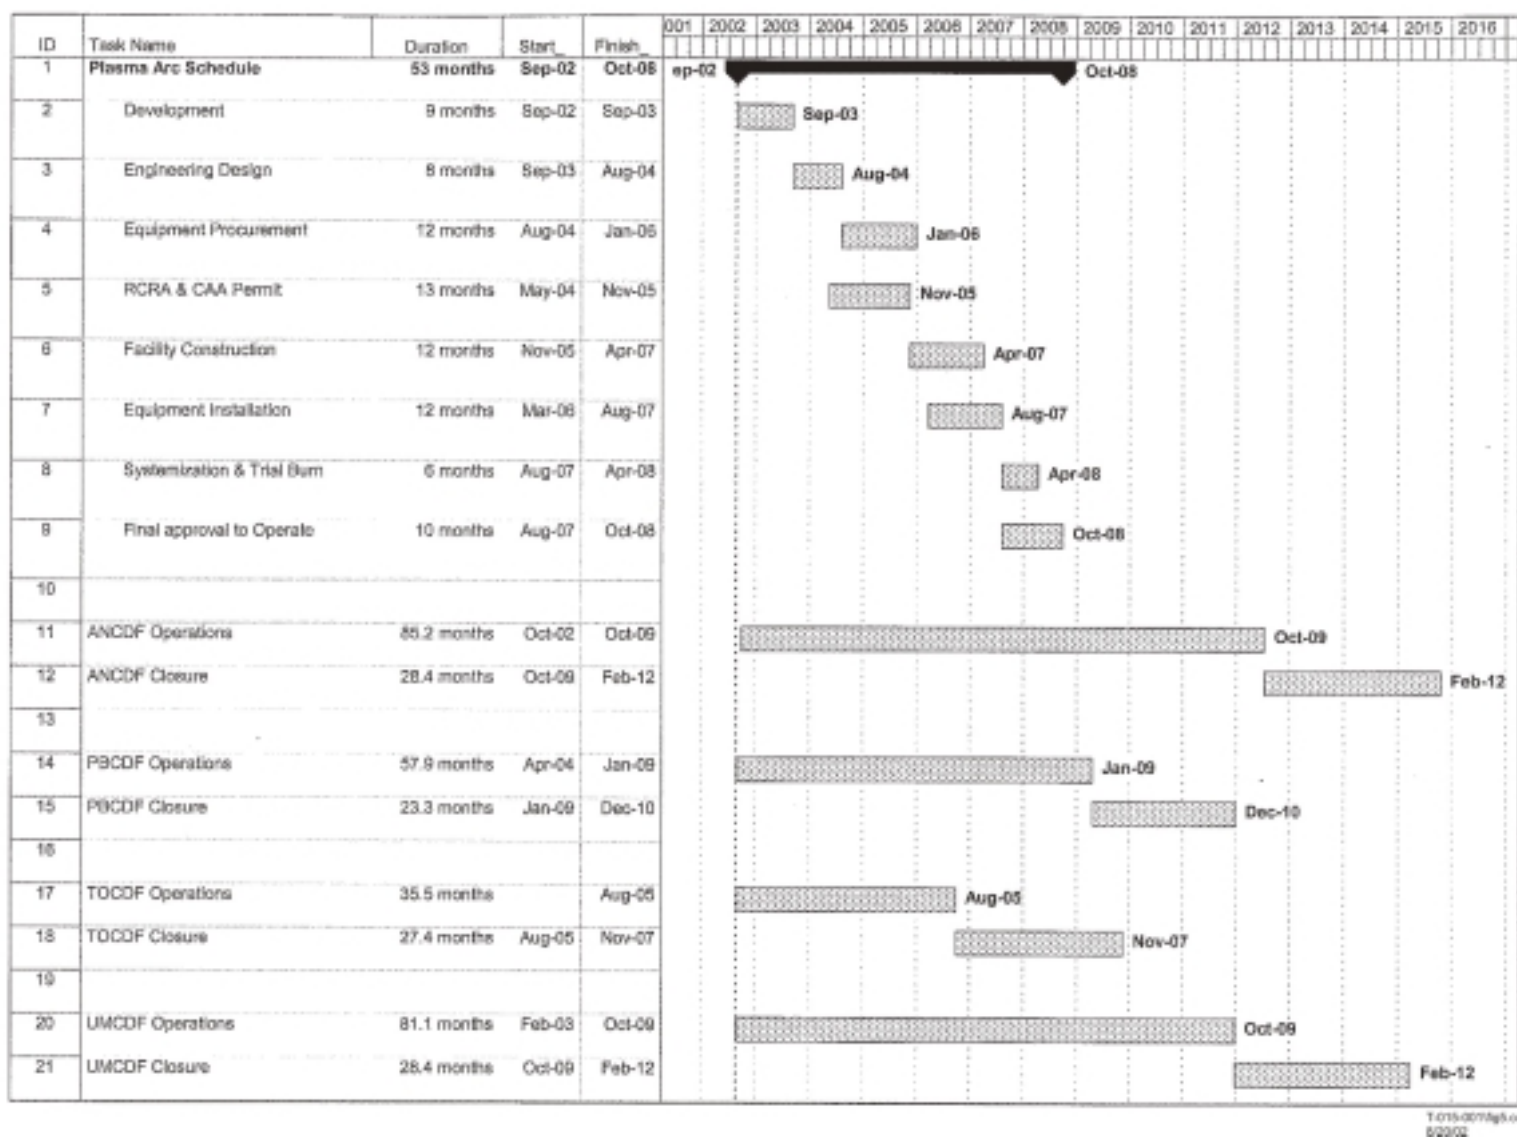 001 2002 2003 2004 2005 2006 2007 2008 2009 2010 2011 2012 2013 2014 2015 2016
ID Task Name Duration Start_ Finish_
1 Plasma Arc Schedule 53 months Sep-02 Oct-08 ep-02 Oct-08
2 Development 9 months Sep-02 Sep-03 Sep-03
3 Engineering Design 8 months Sep-03 Aug-04 Aug-04
4 Equipment Procurement 12 months Aug-04 Jan-06 Jan-06
5 RCRA & CAA Permit 13 months May-04 Nov-05 Nov-05
6 Facility Construction 12 months Nov-05 Apr-07 Apr-07
7 Equipment Installation 12 months Mar-06 Aug-07 Aug-07
8 Systemization & Trial Burn 6 months Aug-07 Apr-08 Apr-08
9 Final approval to Operate 10 months Aug-07 Oct-08 Oct-08
10
11 ANCDF Operations 85.2 months Oct-02 Oct-09 Oct-09
12 ANCDF Closure 28.4 months Oct-09 Feb-12 Feb-12
13
14 PBCDF Operations 57.9 months Apr-04 Jan-09 Jan-09
15 PBCDF Closure 23.3 months Jan-09 Dec-10 Dec-10
16
17 TOCDF Operations 35.5 months Aug-05 Aug-05
18 TOCDF Closure 27.4 months Aug-05 Nov-07 Nov-07
19
20 UMCDF Operations 81.1 months Feb-03 Oct-09 Oct-09
21 UMCDF Closure 28.4 months Oct-09 Feb-12 Feb-12
8/20/02